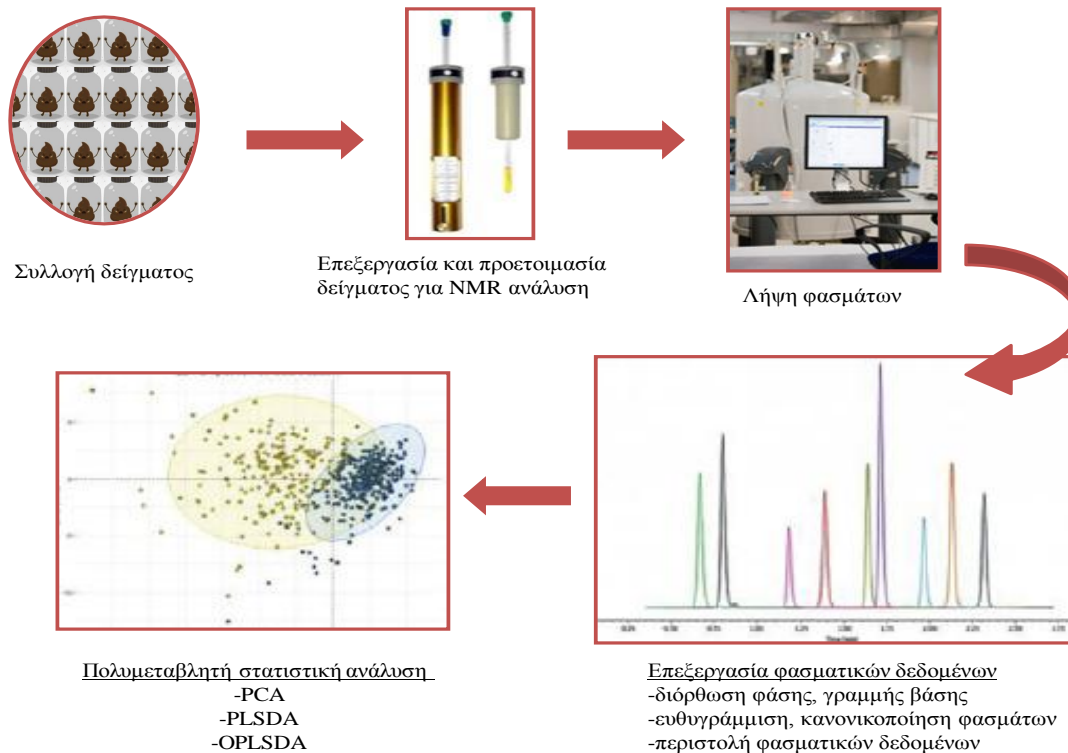 Συλλογή δείγματος
Επεξεργασία και προετοιμασία
δείγματος για NMR ανάλυση
Λήψη φασμάτων
Πολυμεταβλητή στατιστική ανάλυση
-PCA
-PLSDA
-OPLSDA
Επεξεργασία φασματικών δεδομένων
-διόρθωση φάσης, γραμμής βάσης
-ευθυγράμμιση, κανονικοποίηση φασμάτων
-περιστολή φασματικών δεδομένων